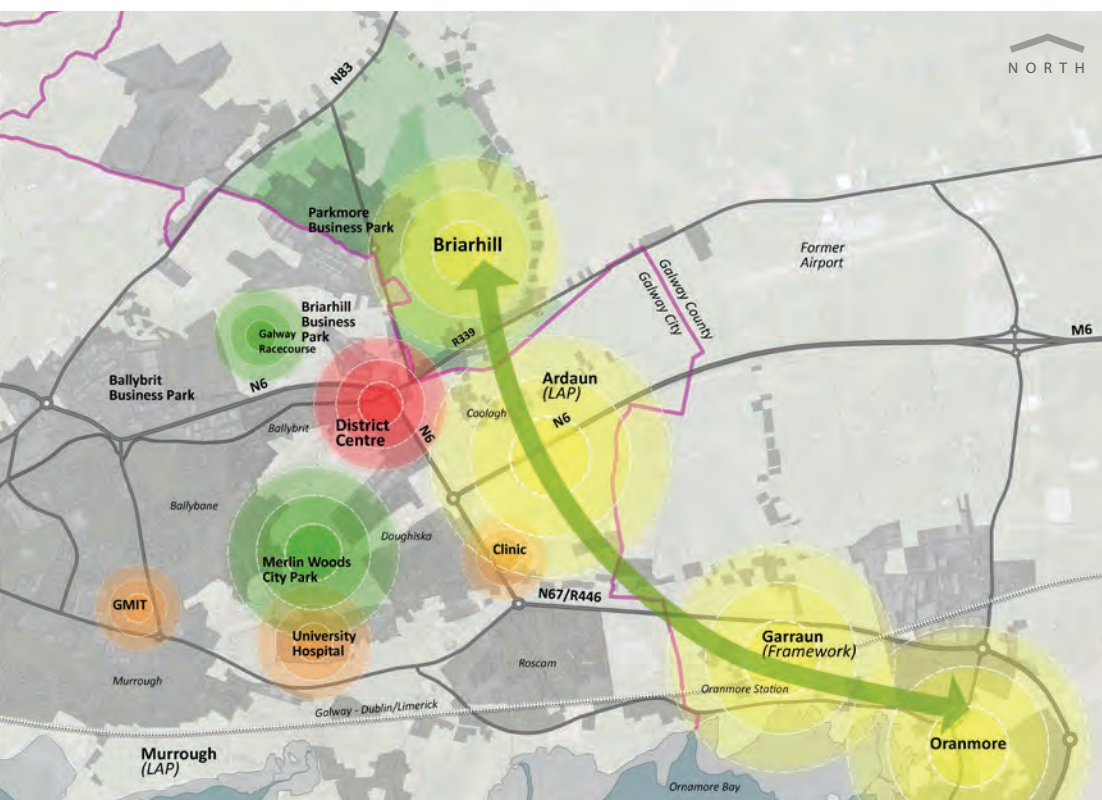 NORTH
N83
Parkmore
Business Park
Briarhill
Former
Airport
Galway County
Galway City
M6
Briarhill
Business
Park
Galway
Racecourse
R339
Ballybrit
Business Park
N6
Ardaun
(LAP)
Coolagh
N6
N6
District
Centre
Ballybrit
Ballybane
Doughiska
Clinic
Merlin Woods
City Park
GMIT
N67/R446
University
Hospital
Garraun
(Framework)
Roscam
Murrough
Oranmore Station
Galway - Dublin/Limerick
Oranmore
Murrough
(LAP)
Ornamore Bay